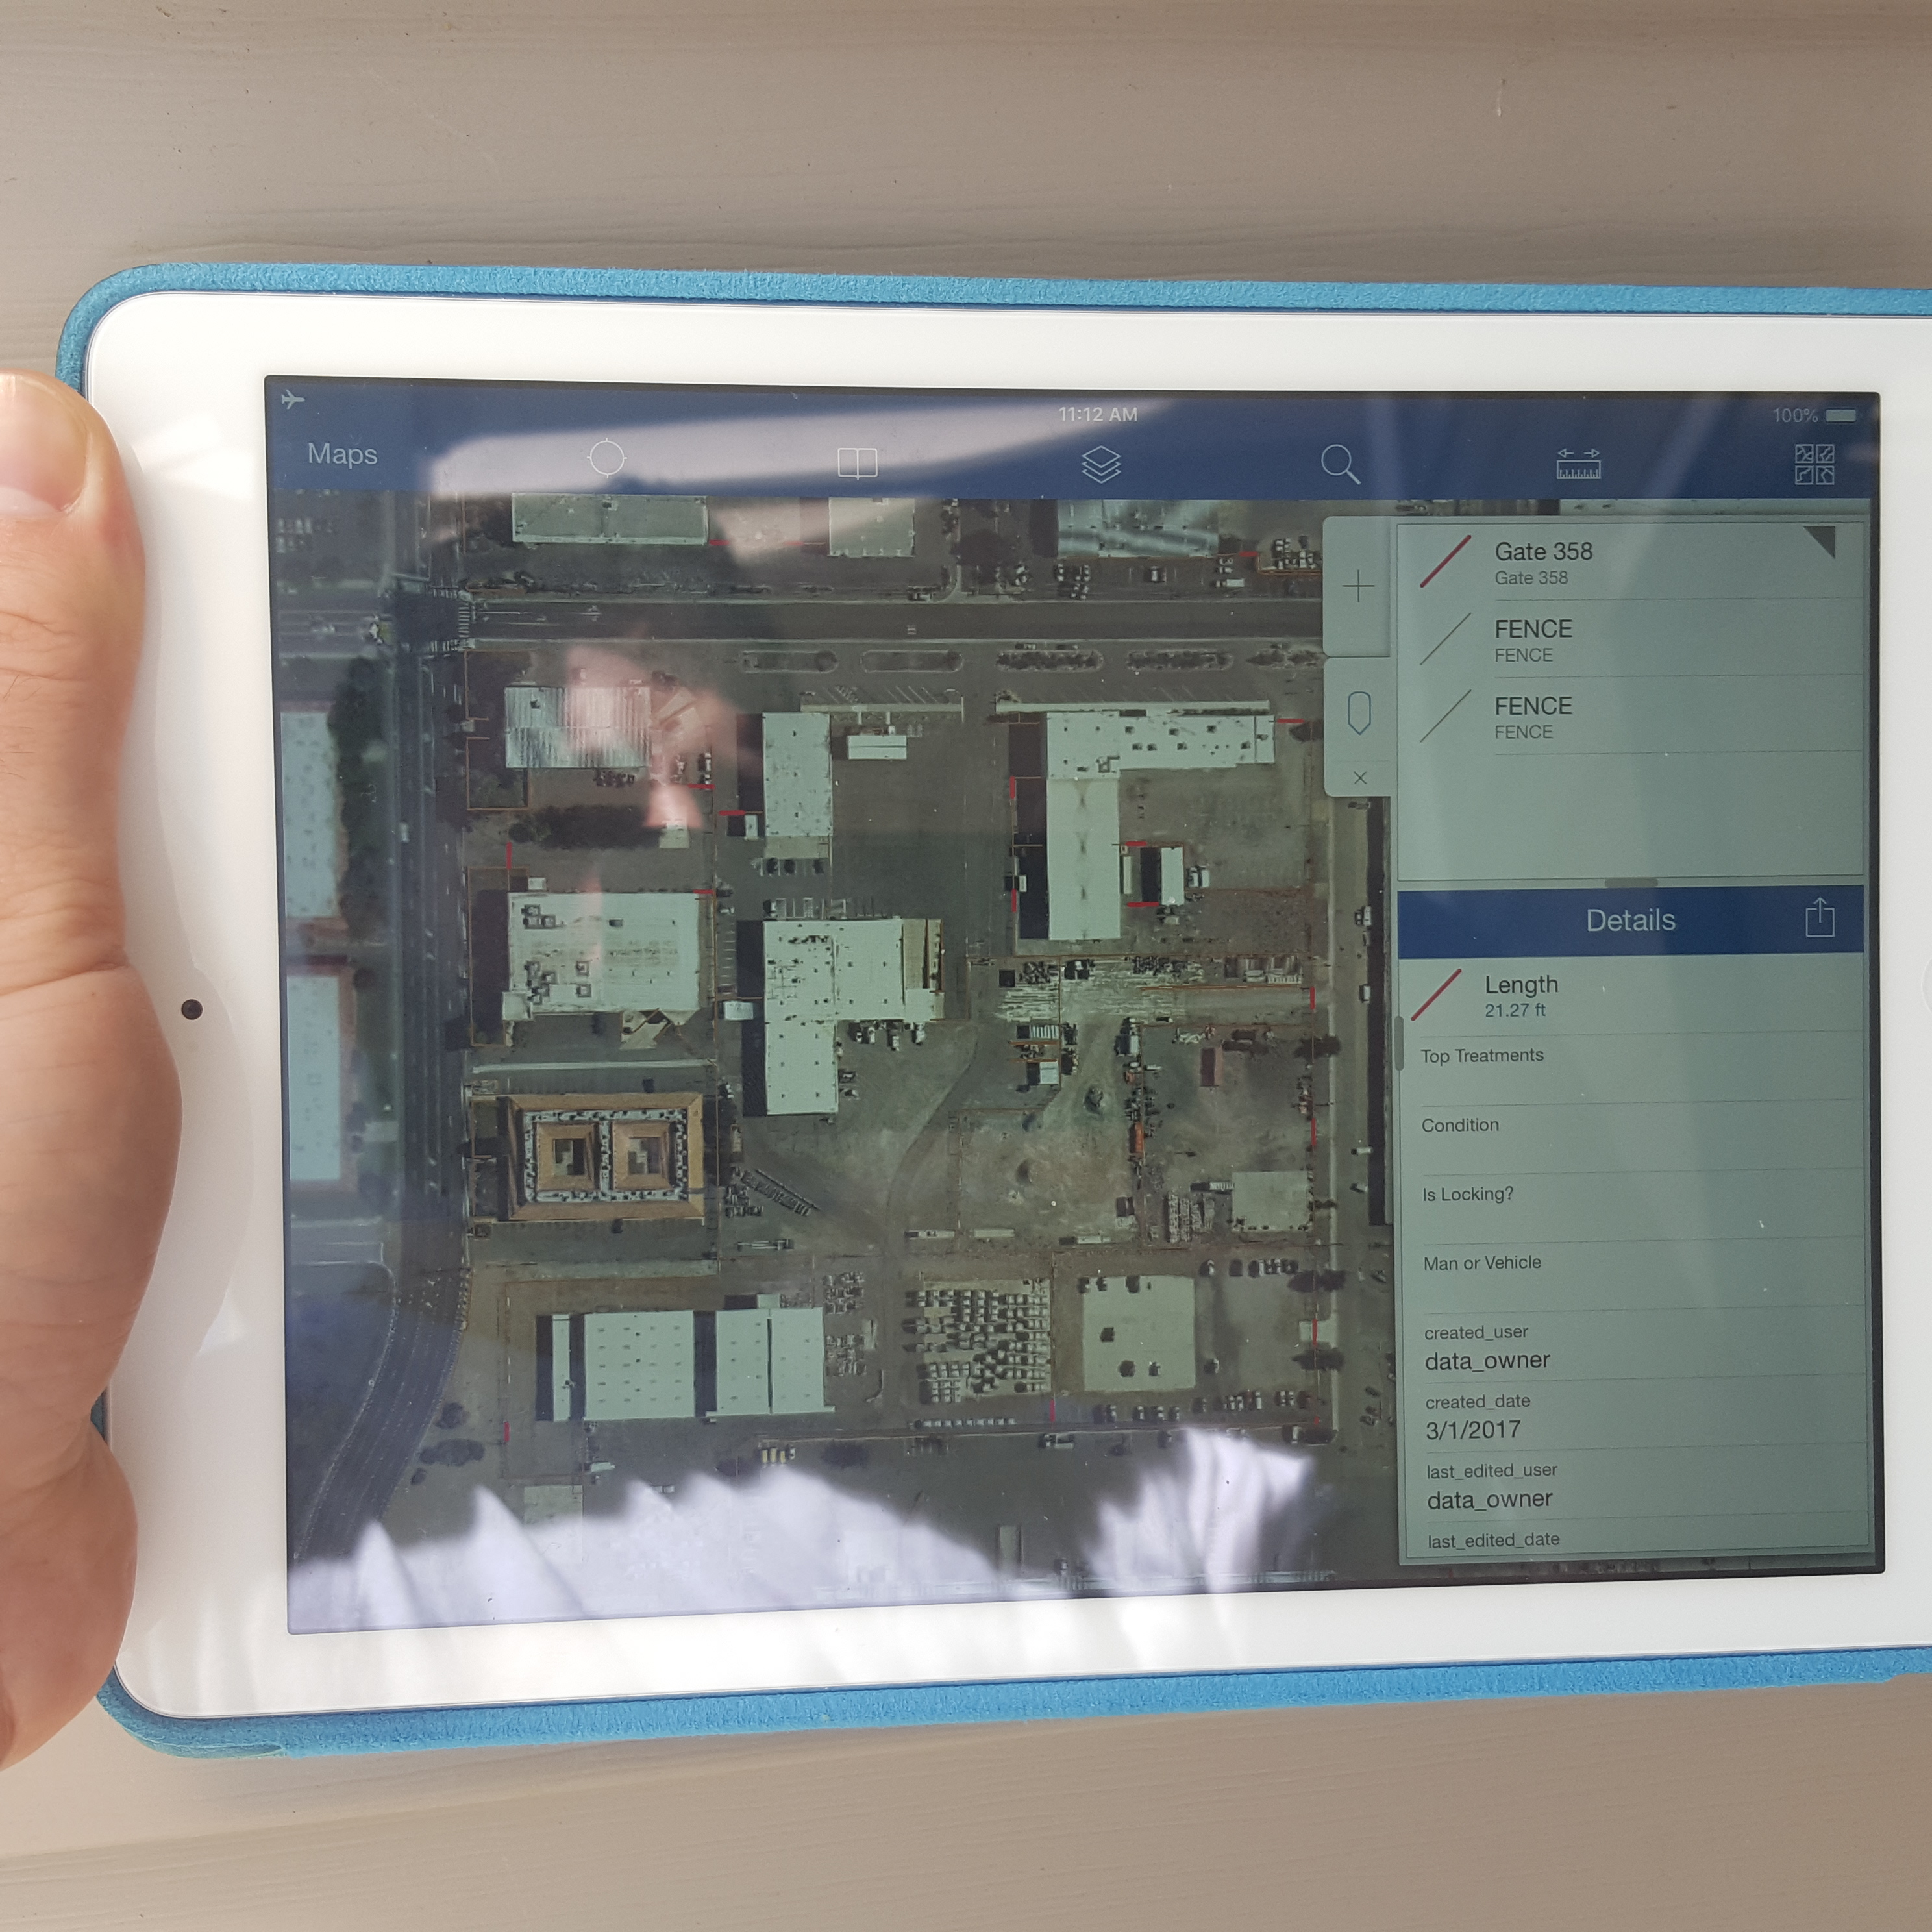 11:12 AM
100%
Maps
Gate 358
Gate 358
FENCE
FENCE
FENCE
FENCE
Details
Length
21.27 ft
Top Treatments
Condition
Is Locking?
Man or Vehicle
created_user
data_owner
created_date
3/1/2017
last_edited_user
data_owner
last_edited_date